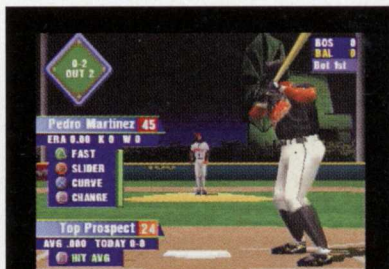 0-2
OUT 2
BOS 0
BAL 0
Bot 1st
Pedro Martinez 45
ERA 0.00 K 0 W 0
FAST
SLIDER
CURVE
CHANGE
Top Prospect 24
AVG .000 TODAY 0-0
HIT AVG